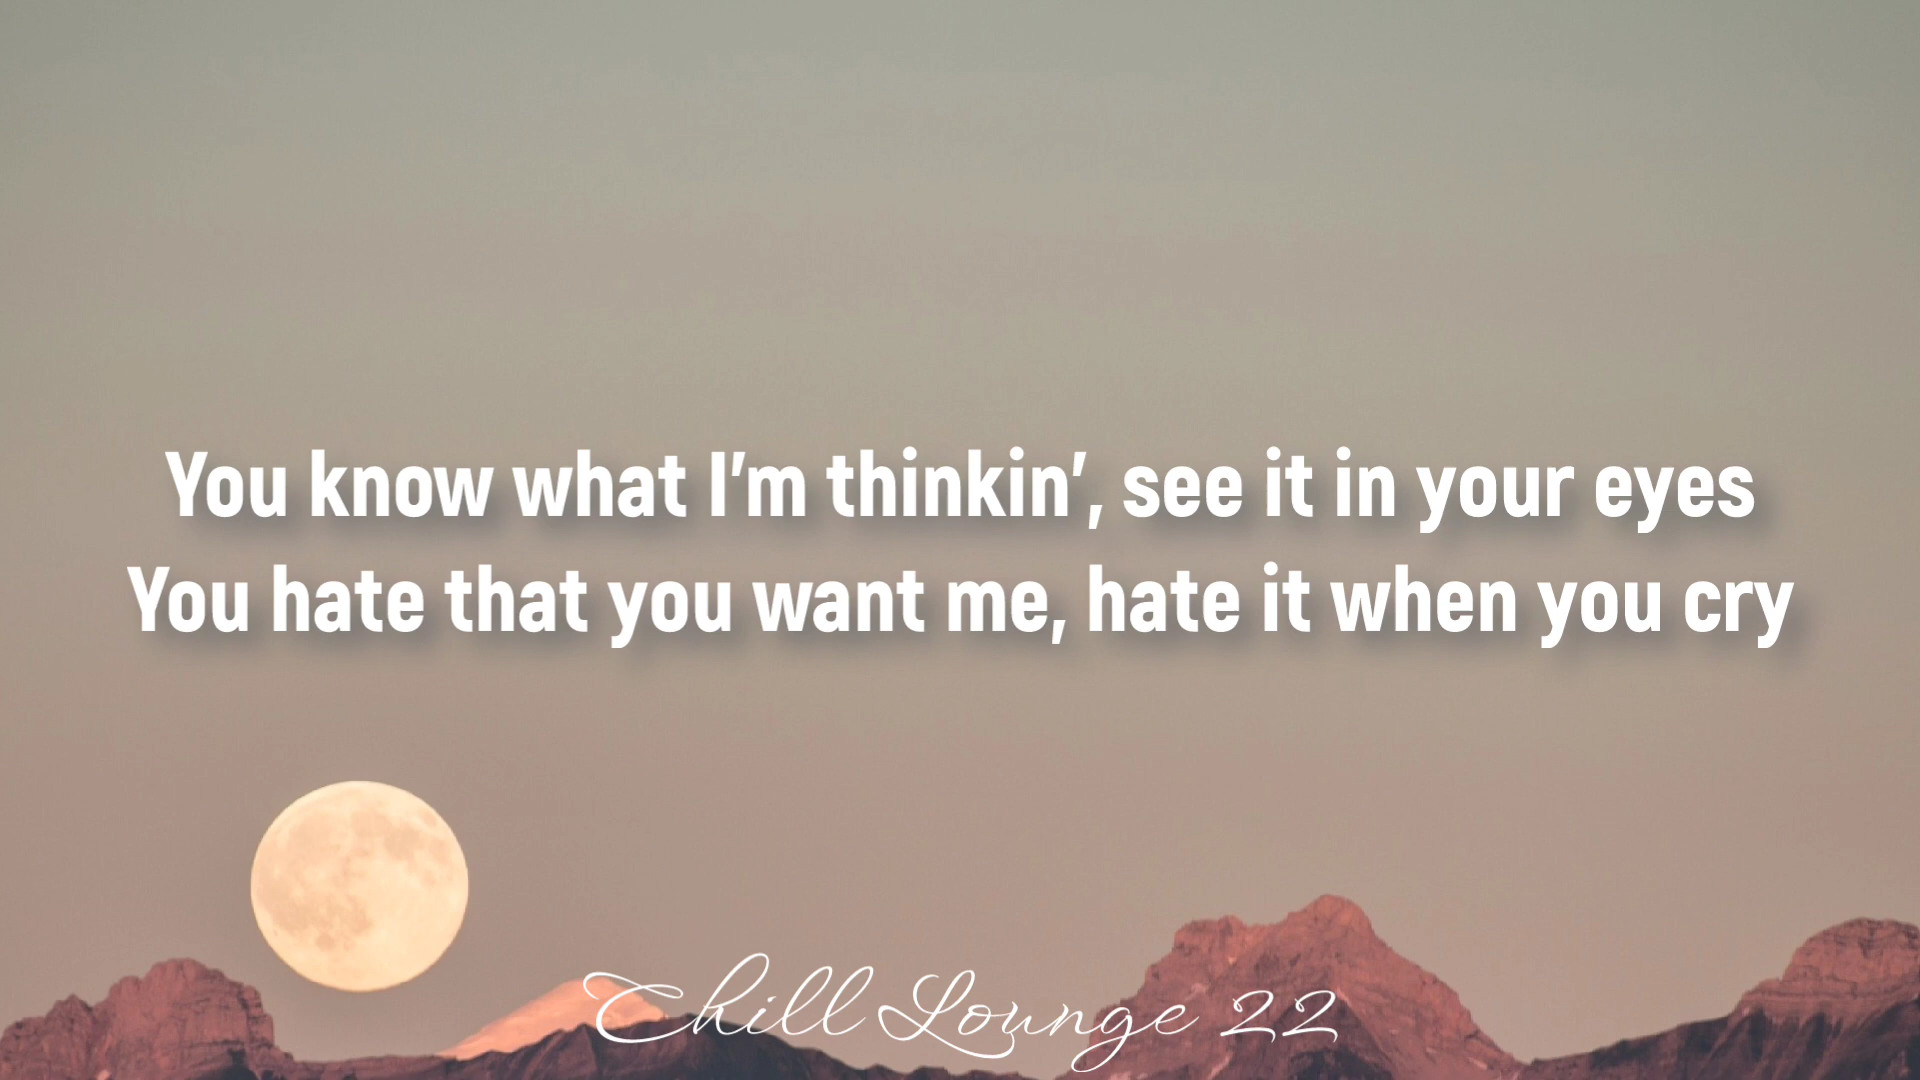 You know what I’m thinkin’, see it in your eyes
You hate that you want me, hate it when you cry
Chill Lounge 22